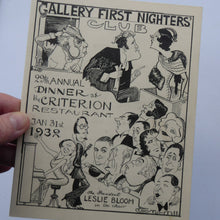 GALLERY FIRST NIGHTERS'
CLUB
ANNUAL
DINNER at
the CRITERION
RESTAURANT
JAN 31st
1938
The President
LESLIE BLOOM
in the Chair